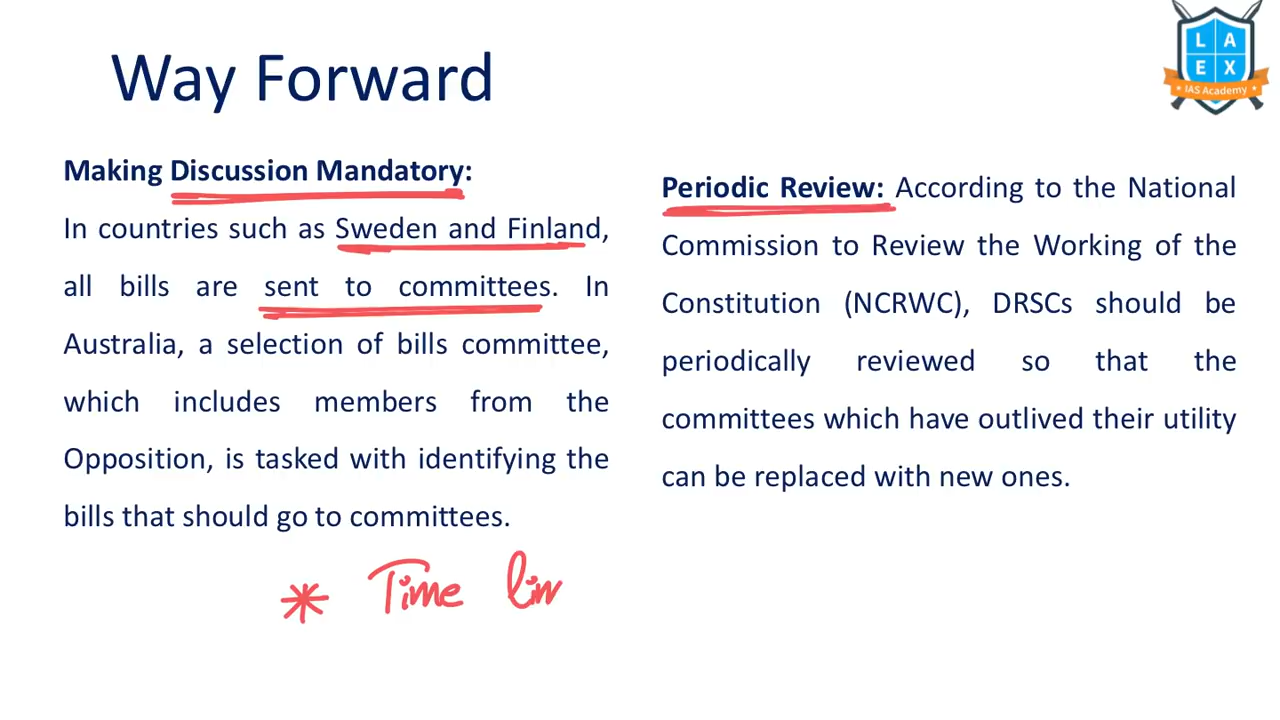 Way Forward
L A
E X
IAS Academy
Making Discussion Mandatory:
In countries such as Sweden and Finland,
all bills are sent to committees. In
Australia, a selection of bills committee,
which includes members from the
Opposition, is tasked with identifying the
bills that should go to committees.
Periodic Review: According to the National
Commission to Review the Working of the
Constitution (NCRWC), DRSCs should be
periodically reviewed so that the
committees which have outlived their utility
can be replaced with new ones.
* Time lim